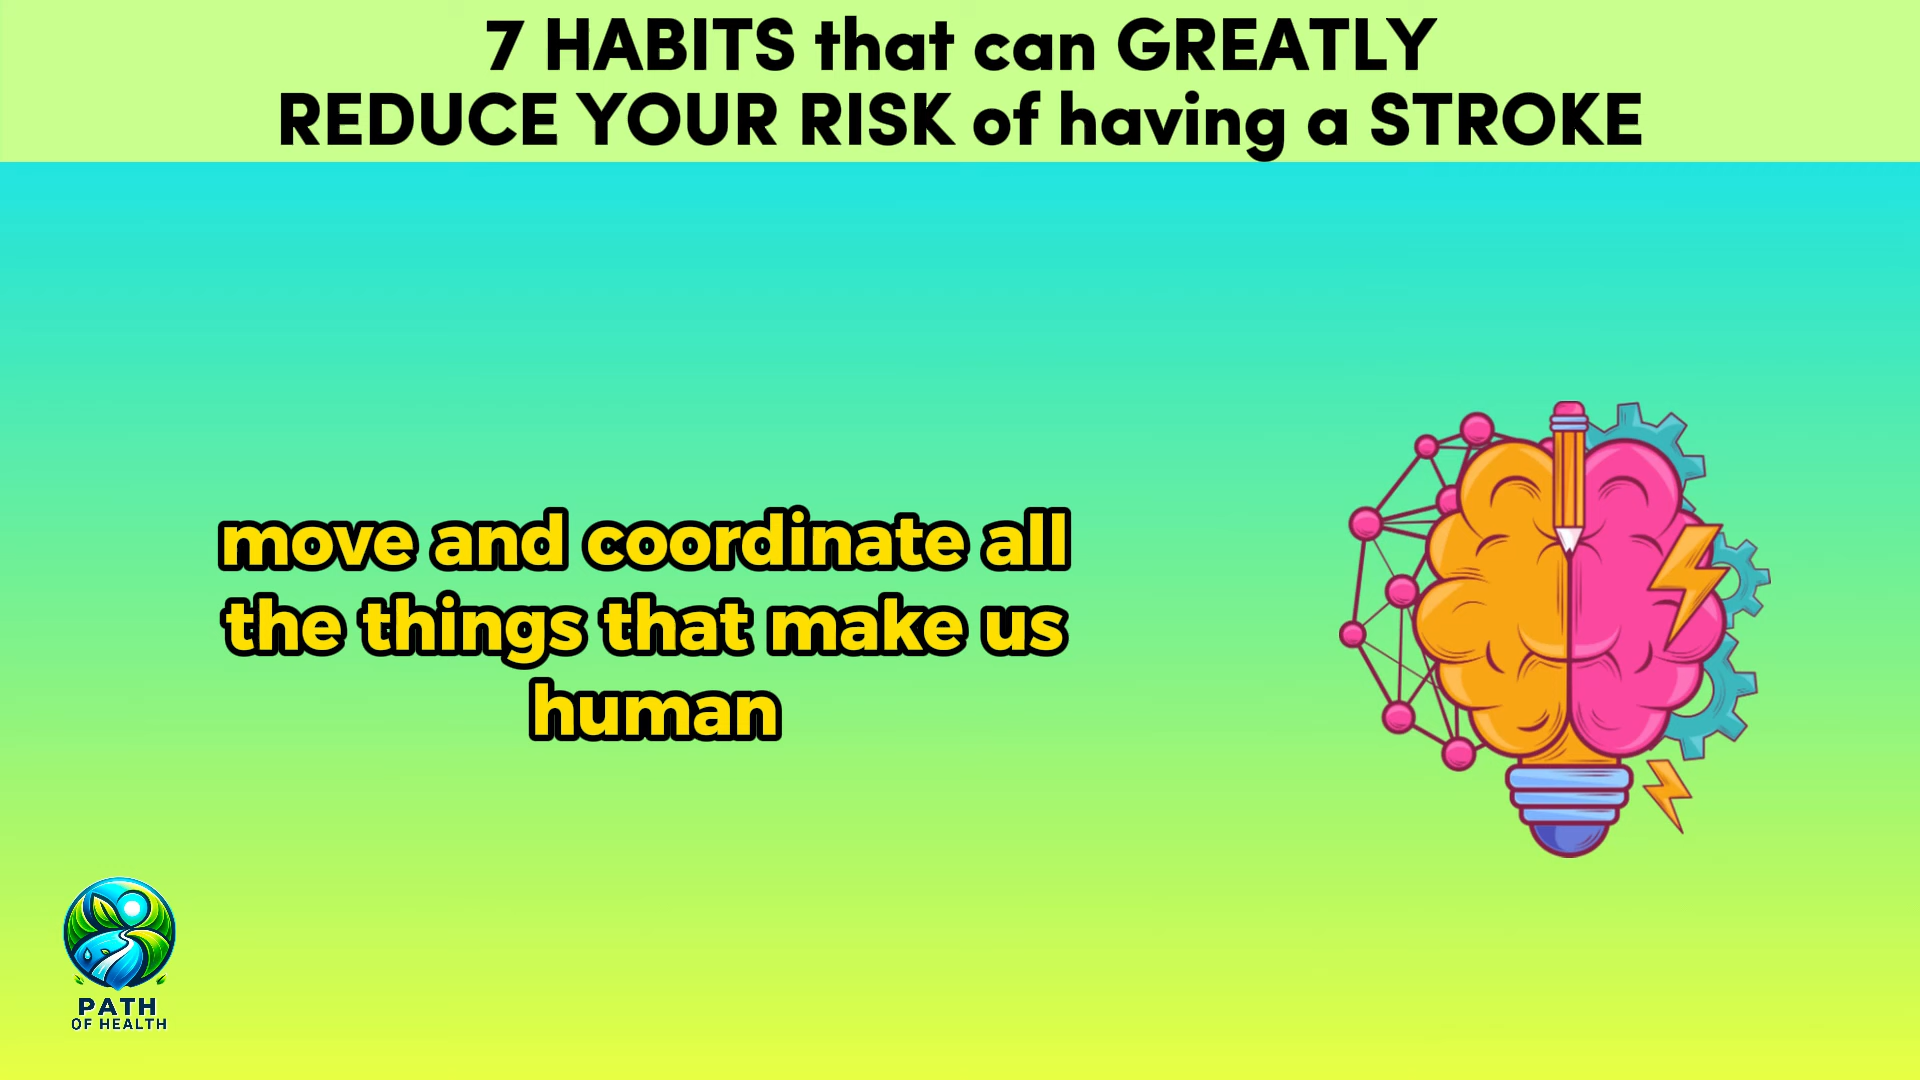 7 HABITS that can GREATLY
REDUCE YOUR RISK of having a STROKE
move and coordinate all
the things that make us
human
PATH
OF HEALTH